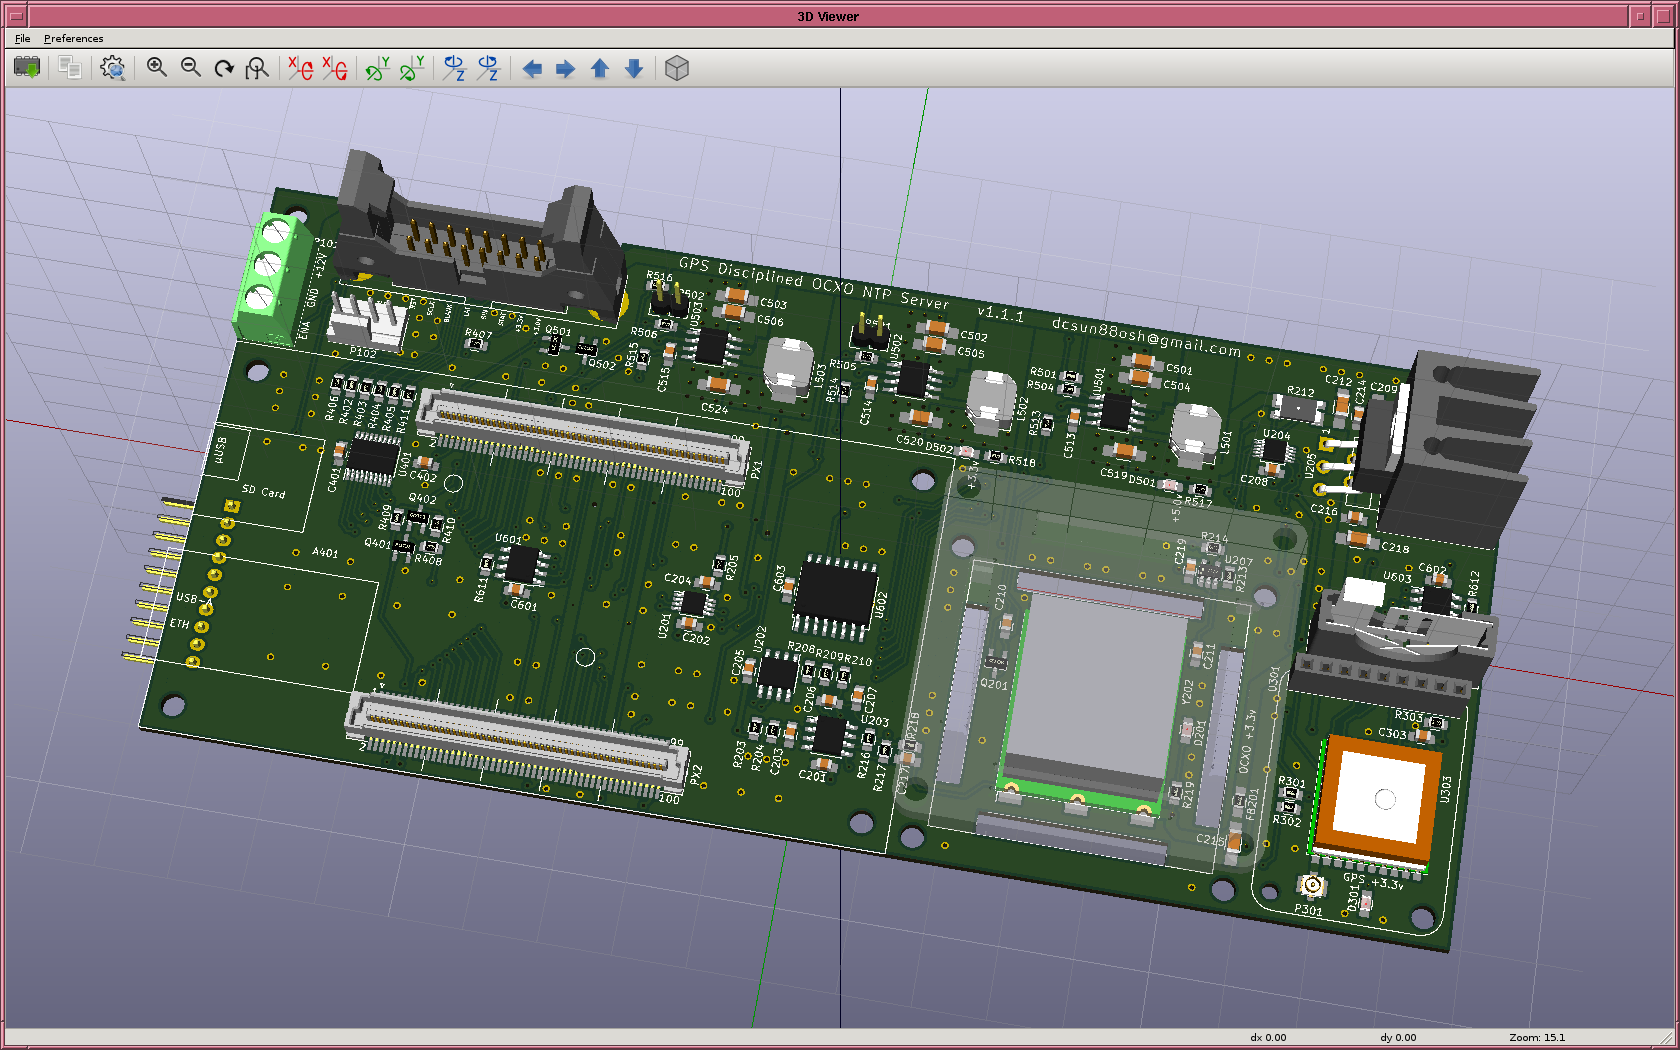 3D Viewer
File Preferences
GPS Disciplined OCXO NTP Server
v1.1.1
dcsun88osh@gmail.com
+12V
GND
ENA
P102
R407
Q501
Q502
R516
U503
C503
C506
R506
R515
C515
C524
L503
R505
R514
C514
U502
C502
C505
C520
L502
D502
R518
+3.3v
R501
R504
R513
C513
U501
C501
C504
C519
D501
R517
+5.0v
L501
R212
C212
C214
C209
U204
C208
U205
1
C216
C218
R406
R402
R403
R404
R405
R411
C401
U401
C402
Q402
R409
R410
Q401
R408
2
PX1
100
µUSB
SD Card
A401
USB-A
ETH
U601
R611
C601
C204
R205
U201
C202
C603
U602
U202
C205
R208
R209
R210
C206
C207
U203
R203
R204
C203
C201
R216
R217
2
99
PX2
100
R218
C217
C210
Q201
C219
R214
U207
R213
C211
Y202
D201
R219
OCXO +3.3v
FB201
C215
U301
U603
C602
R612
R303
C303
R301
R302
U303
GPS +3.3v
P301
D301
dx 0.00
dy 0.00
Zoom: 15.1